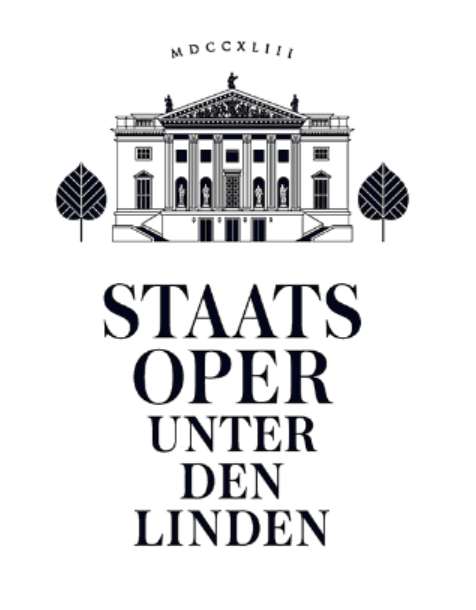 MDCCXLIII
STAATS
OPER
UNTER
DEN
LINDEN